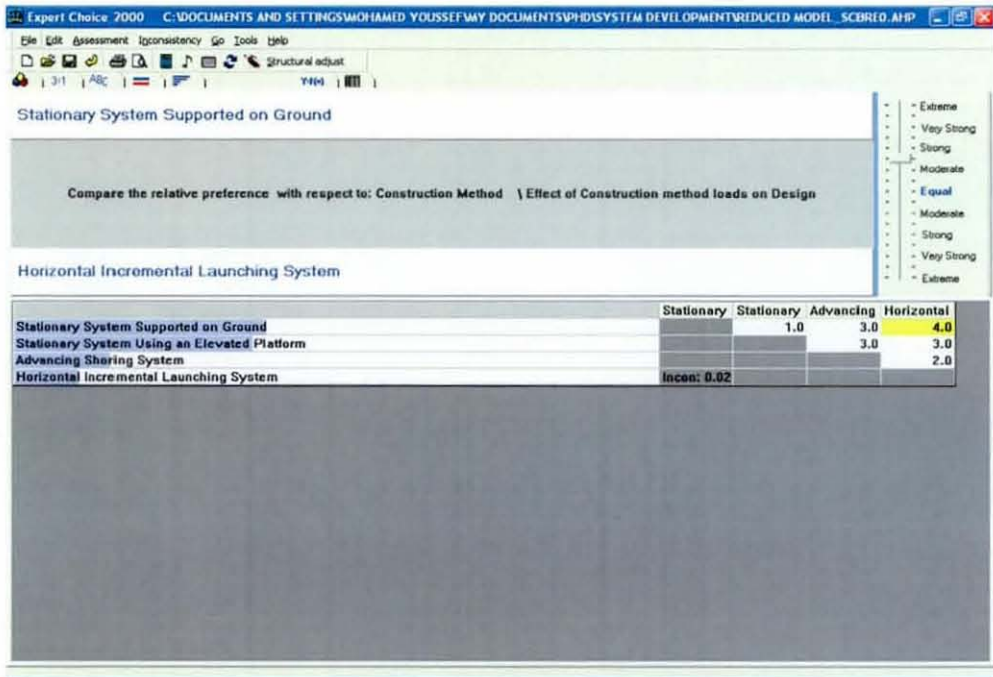 Expert Choice 2000 C:\DOCUMENTS AND SETTINGS\MOHAMED YOUSSEF\MY DOCUMENTS\PHD\SYSTEM DEVELOPMENT\REDUCED MODEL_SCBRE0.AHP
File Edit Assessment Inconsistency Go Tools Help
Structural adjust
3:1 ABC
Stationary System Supported on Ground
Compare the relative preference with respect to: Construction Method \ Effect of Construction method loads on Design
Horizontal Incremental Launching System
Extreme
Very Strong
Strong
Moderate
Equal
Moderate
Strong
Very Strong
Extreme
Stationary Stationary Advancing Horizontal
Stationary System Supported on Ground 1.0 3.0 4.0
Stationary System Using an Elevated Platform 3.0 3.0
Advancing Shoring System 2.0
Horizontal Incremental Launching System Incon: 0.02